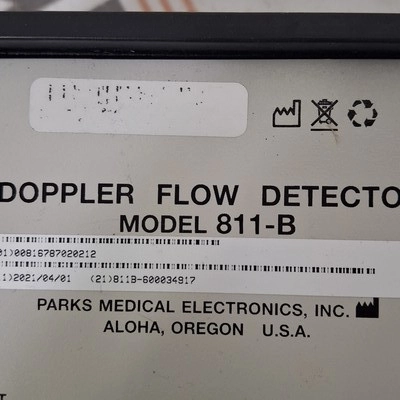 DOPPLER FLOW DETECTO
MODEL 811-B
01)00816787020212
11)2021/04/01 (21)811B-600034917
PARKS MEDICAL ELECTRONICS, INC.
ALOHA, OREGON U.S.A.